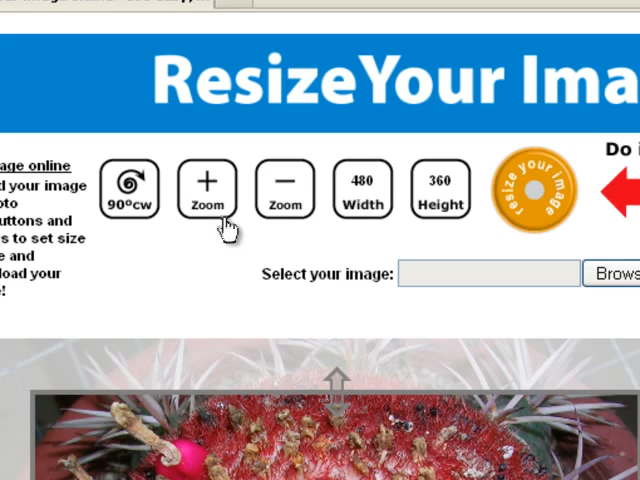 ResizeYour Ima
Do i
age online
d your image
oto
uttons and
s to set size
e and
load your
e!
90°cw
+
Zoom
−
Zoom
480
Width
360
Height
resize your image
Select your image:
Brows